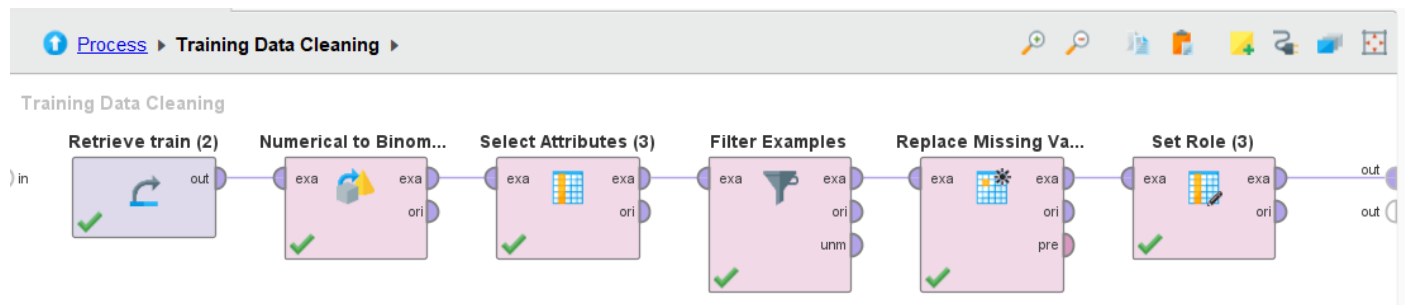 Process ▸ Training Data Cleaning ▸
Training Data Cleaning
Retrieve train (2) Numerical to Binom... Select Attributes (3) Filter Examples Replace Missing Va... Set Role (3)
in out exa exa exa exa exa exa exa exa exa exa out
ori ori ori ori ori out
unm pre